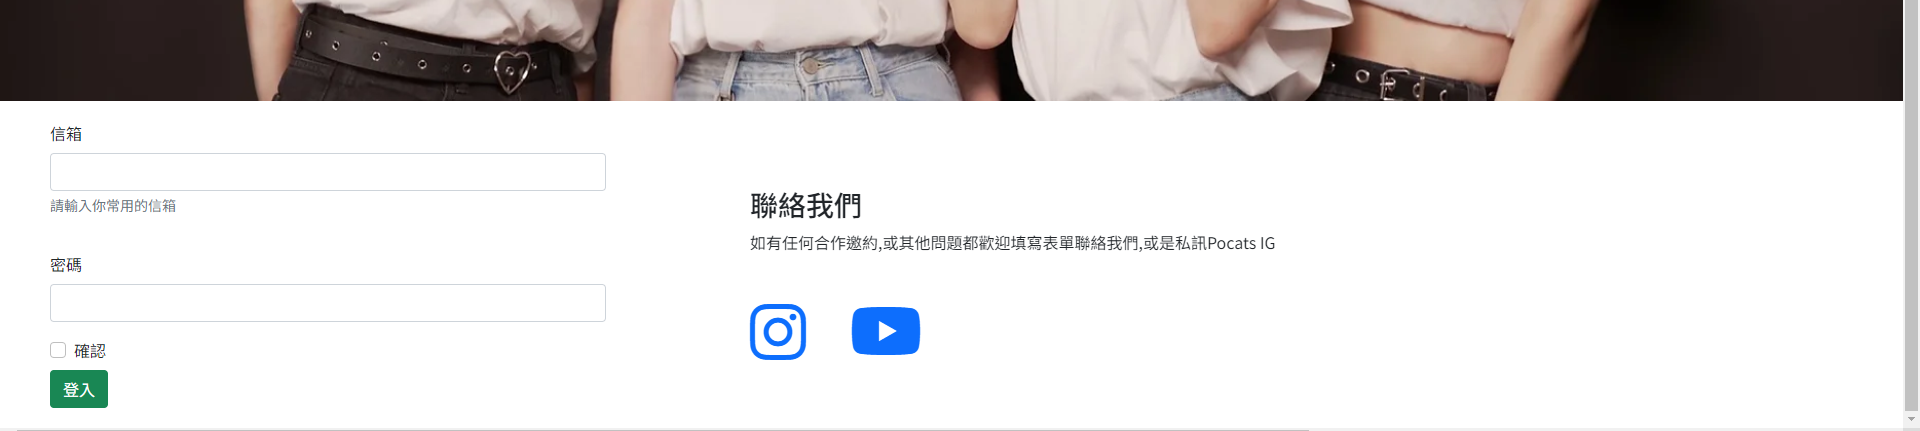 信箱
請輸入你常用的信箱
密碼
確認
登入
聯絡我們
如有任何合作邀約,或其他問題都歡迎填寫表單聯絡我們,或是私訊Pocats IG